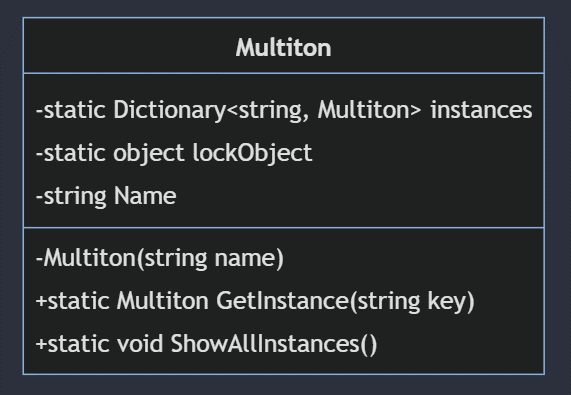 Multiton
-static Dictionary<string, Multiton> instances
-static object lockObject
-string Name
-Multiton(string name)
+static Multiton GetInstance(string key)
+static void ShowAllInstances()